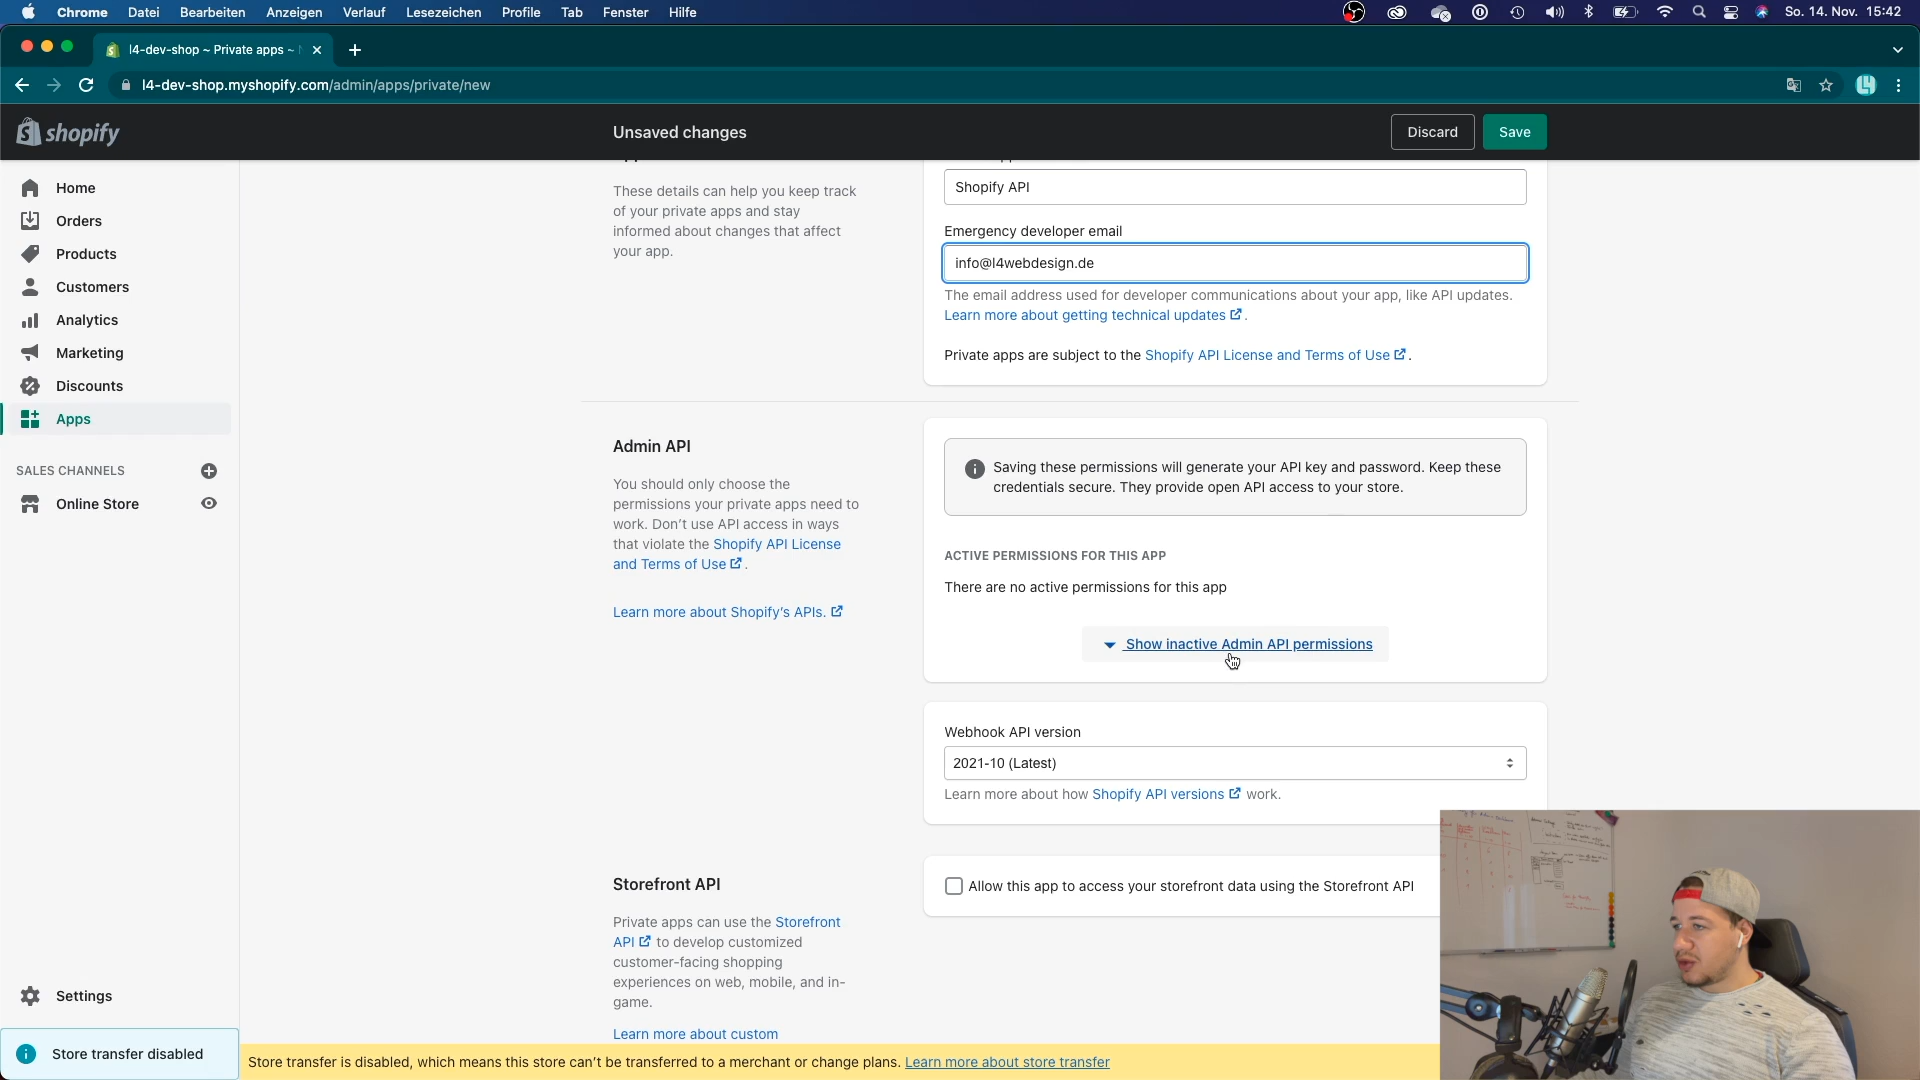 Chrome Datei Bearbeiten Anzeigen Verlauf Lesezeichen Profile Tab Fenster Hilfe So. 14. Nov. 15:42
l4-dev-shop ~ Private apps ~
l4-dev-shop.myshopify.com/admin/apps/private/new
shopify
Unsaved changes
Discard
Save
Home
Orders
Products
Customers
Analytics
Marketing
Discounts
Apps
SALES CHANNELS
Online Store
Settings
Store transfer disabled
These details can help you keep track
of your private apps and stay
informed about changes that affect
your app.
Shopify API
Emergency developer email
info@l4webdesign.de
The email address used for developer communications about your app, like API updates.
Learn more about getting technical updates .
Private apps are subject to the Shopify API License and Terms of Use .
Admin API
You should only choose the
permissions your private apps need to
work. Don't use API access in ways
that violate the Shopify API License
and Terms of Use .
Learn more about Shopify's APIs.
Saving these permissions will generate your API key and password. Keep these
credentials secure. They provide open API access to your store.
ACTIVE PERMISSIONS FOR THIS APP
There are no active permissions for this app
Show inactive Admin API permissions
Webhook API version
2021-10 (Latest)
Learn more about how Shopify API versions work.
Storefront API
Private apps can use the Storefront
API to develop customized
customer-facing shopping
experiences on web, mobile, and in-
game.
Learn more about custom
Allow this app to access your storefront data using the Storefront API
Store transfer is disabled, which means this store can't be transferred to a merchant or change plans. Learn more about store transfer